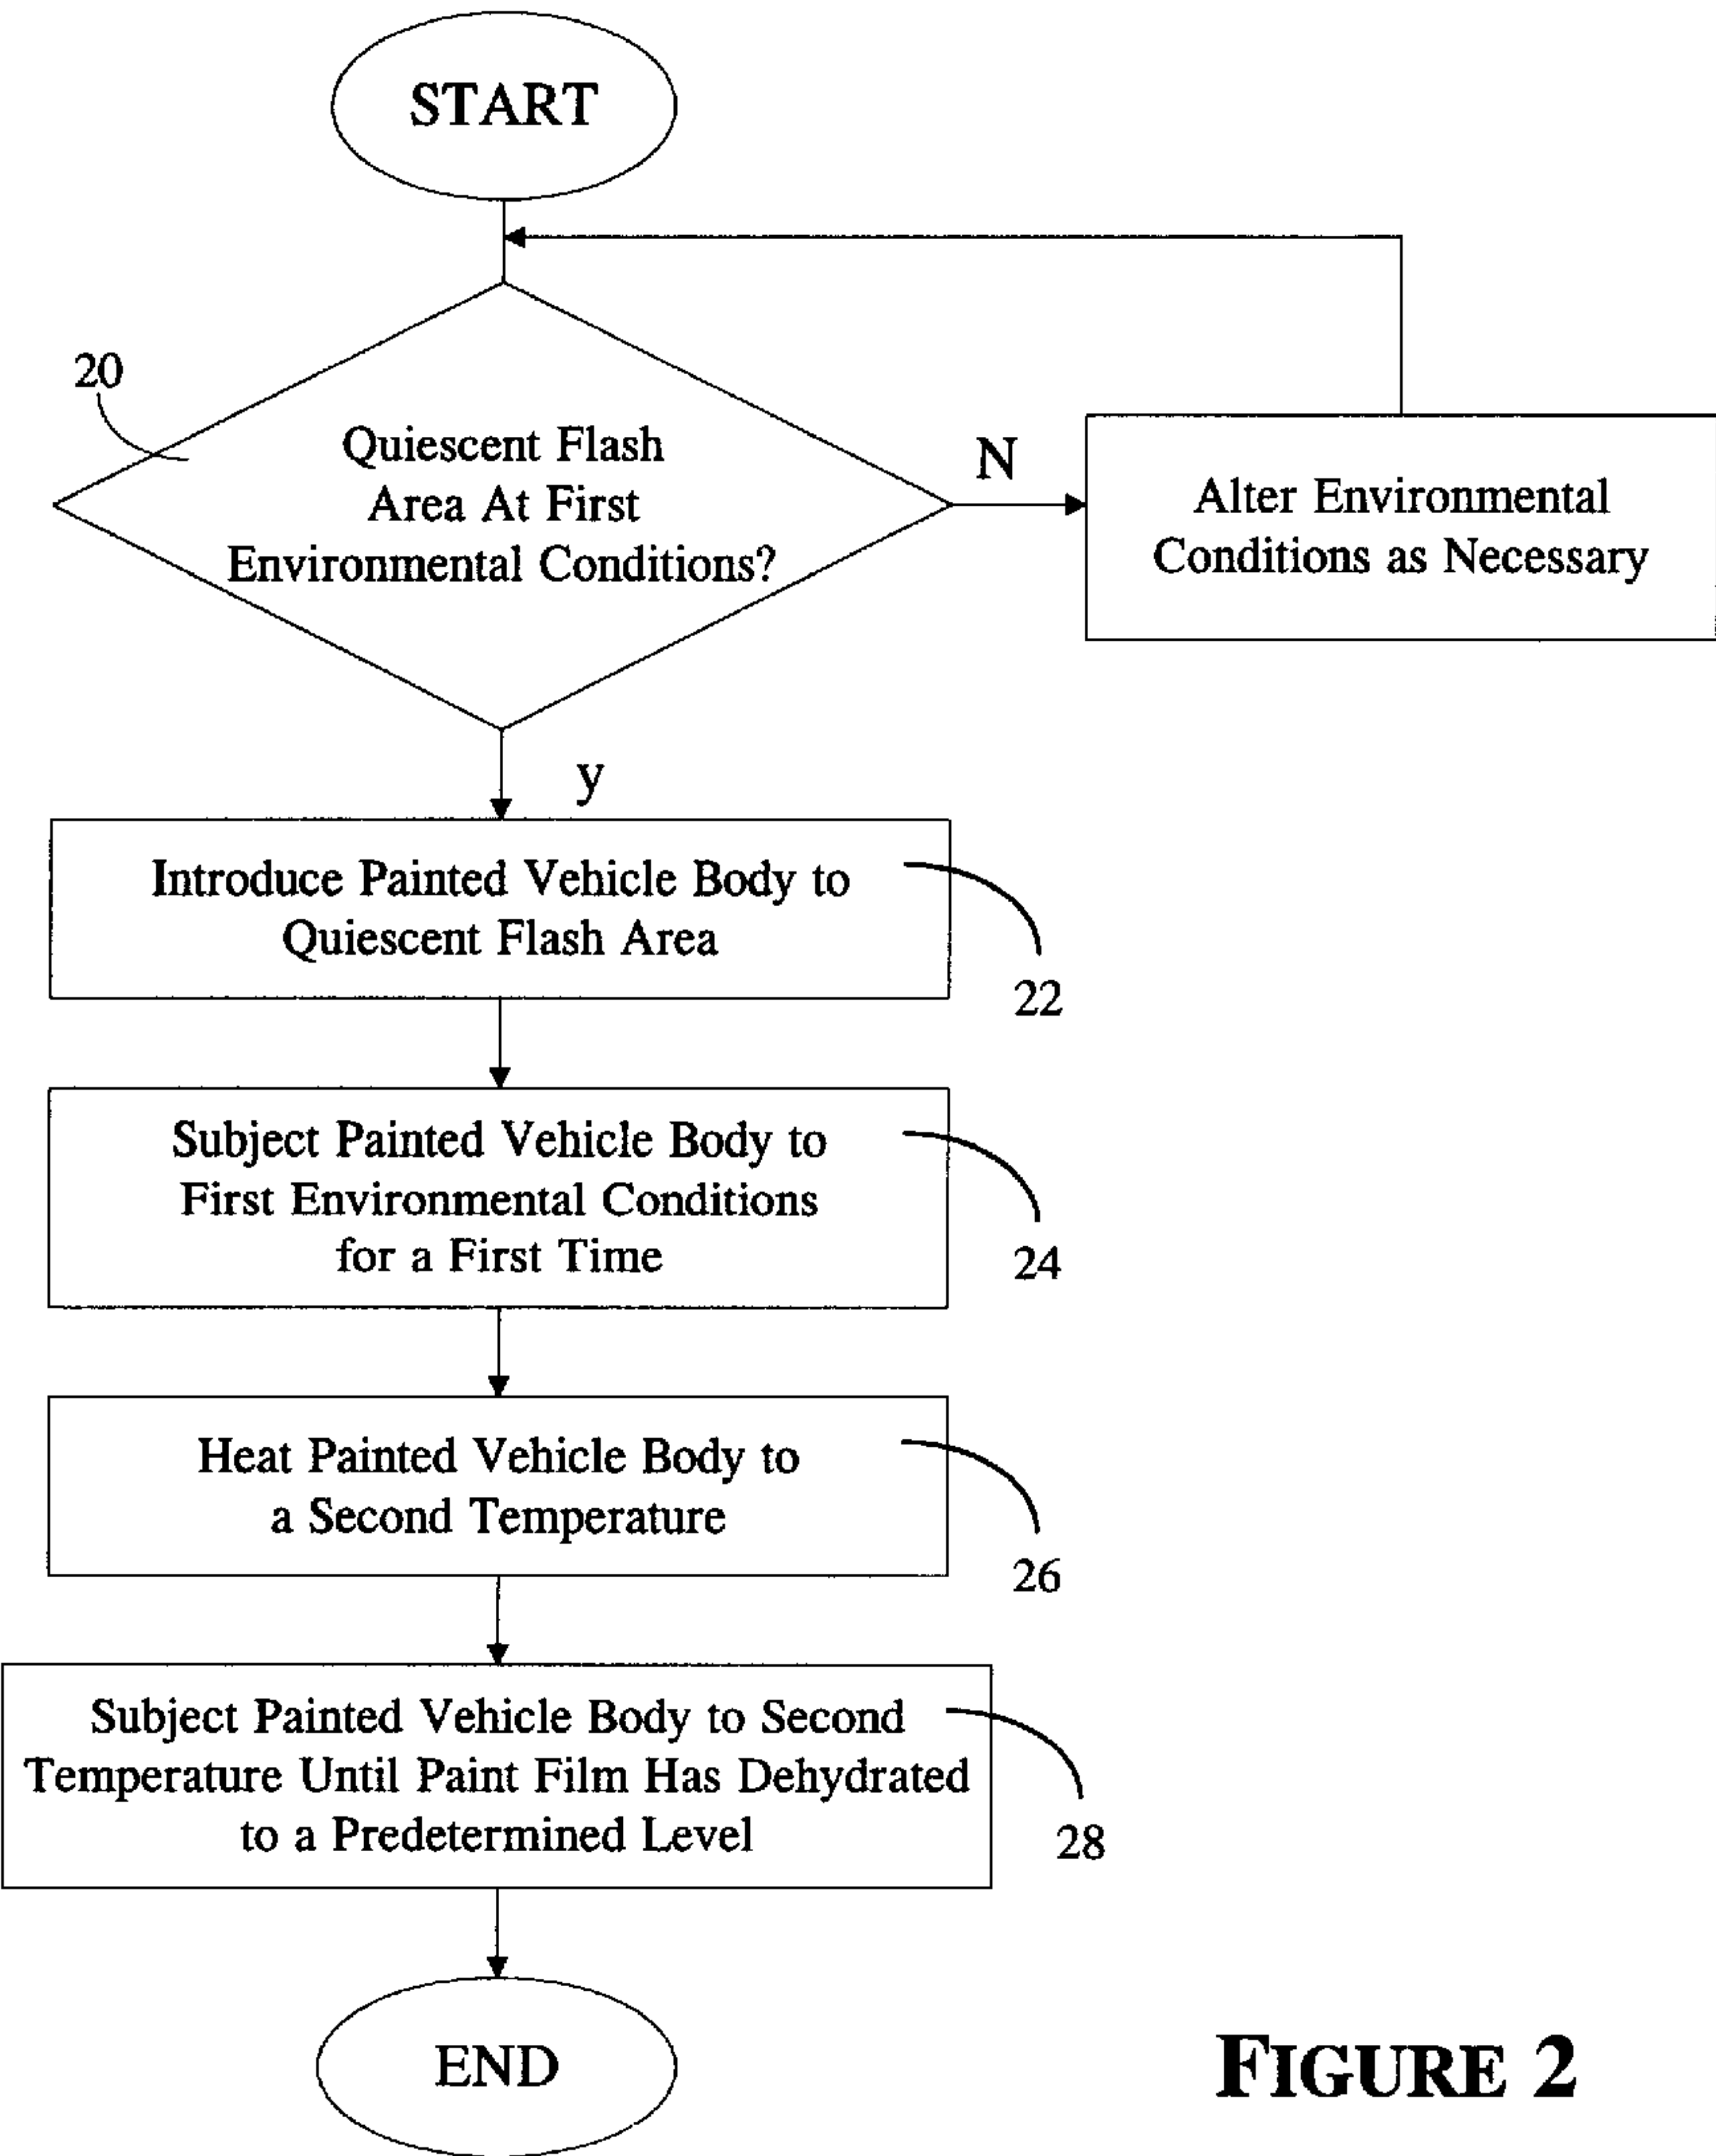 START
20
Quiescent Flash
Area At First
Environmental Conditions?
N
Alter Environmental
Conditions as Necessary
y
Introduce Painted Vehicle Body to
Quiescent Flash Area
22
Subject Painted Vehicle Body to
First Environmental Conditions
for a First Time
24
Heat Painted Vehicle Body to
a Second Temperature
26
Subject Painted Vehicle Body to Second
Temperature Until Paint Film Has Dehydrated
to a Predetermined Level
28
END
FIGURE 2